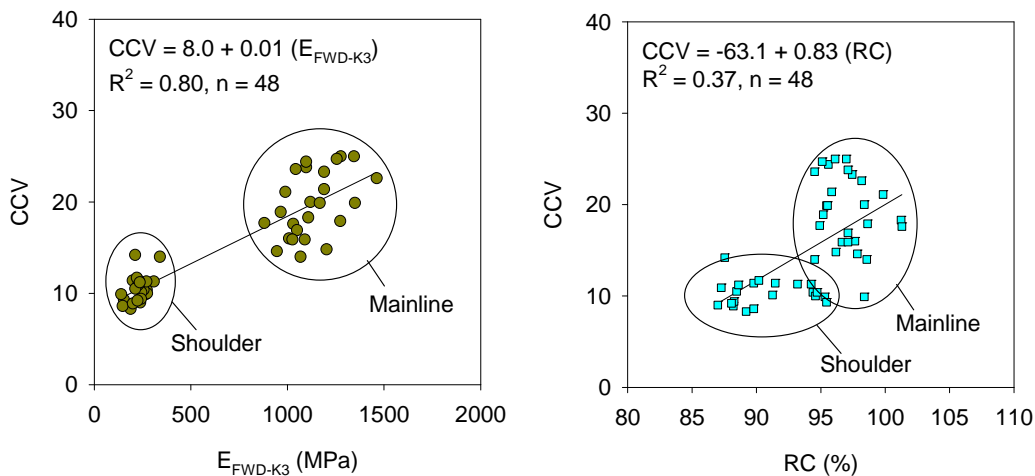 CCV = 8.0 + 0.01 (E_FWD-K3)
R² = 0.80, n = 48
40
30
20
10
0
CCV
Mainline
Shoulder
0 500 1000 1500 2000
E_FWD-K3 (MPa)
CCV = -63.1 + 0.83 (RC)
R² = 0.37, n = 48
40
30
20
10
0
CCV
Mainline
Shoulder
80 85 90 95 100 105 110
RC (%)